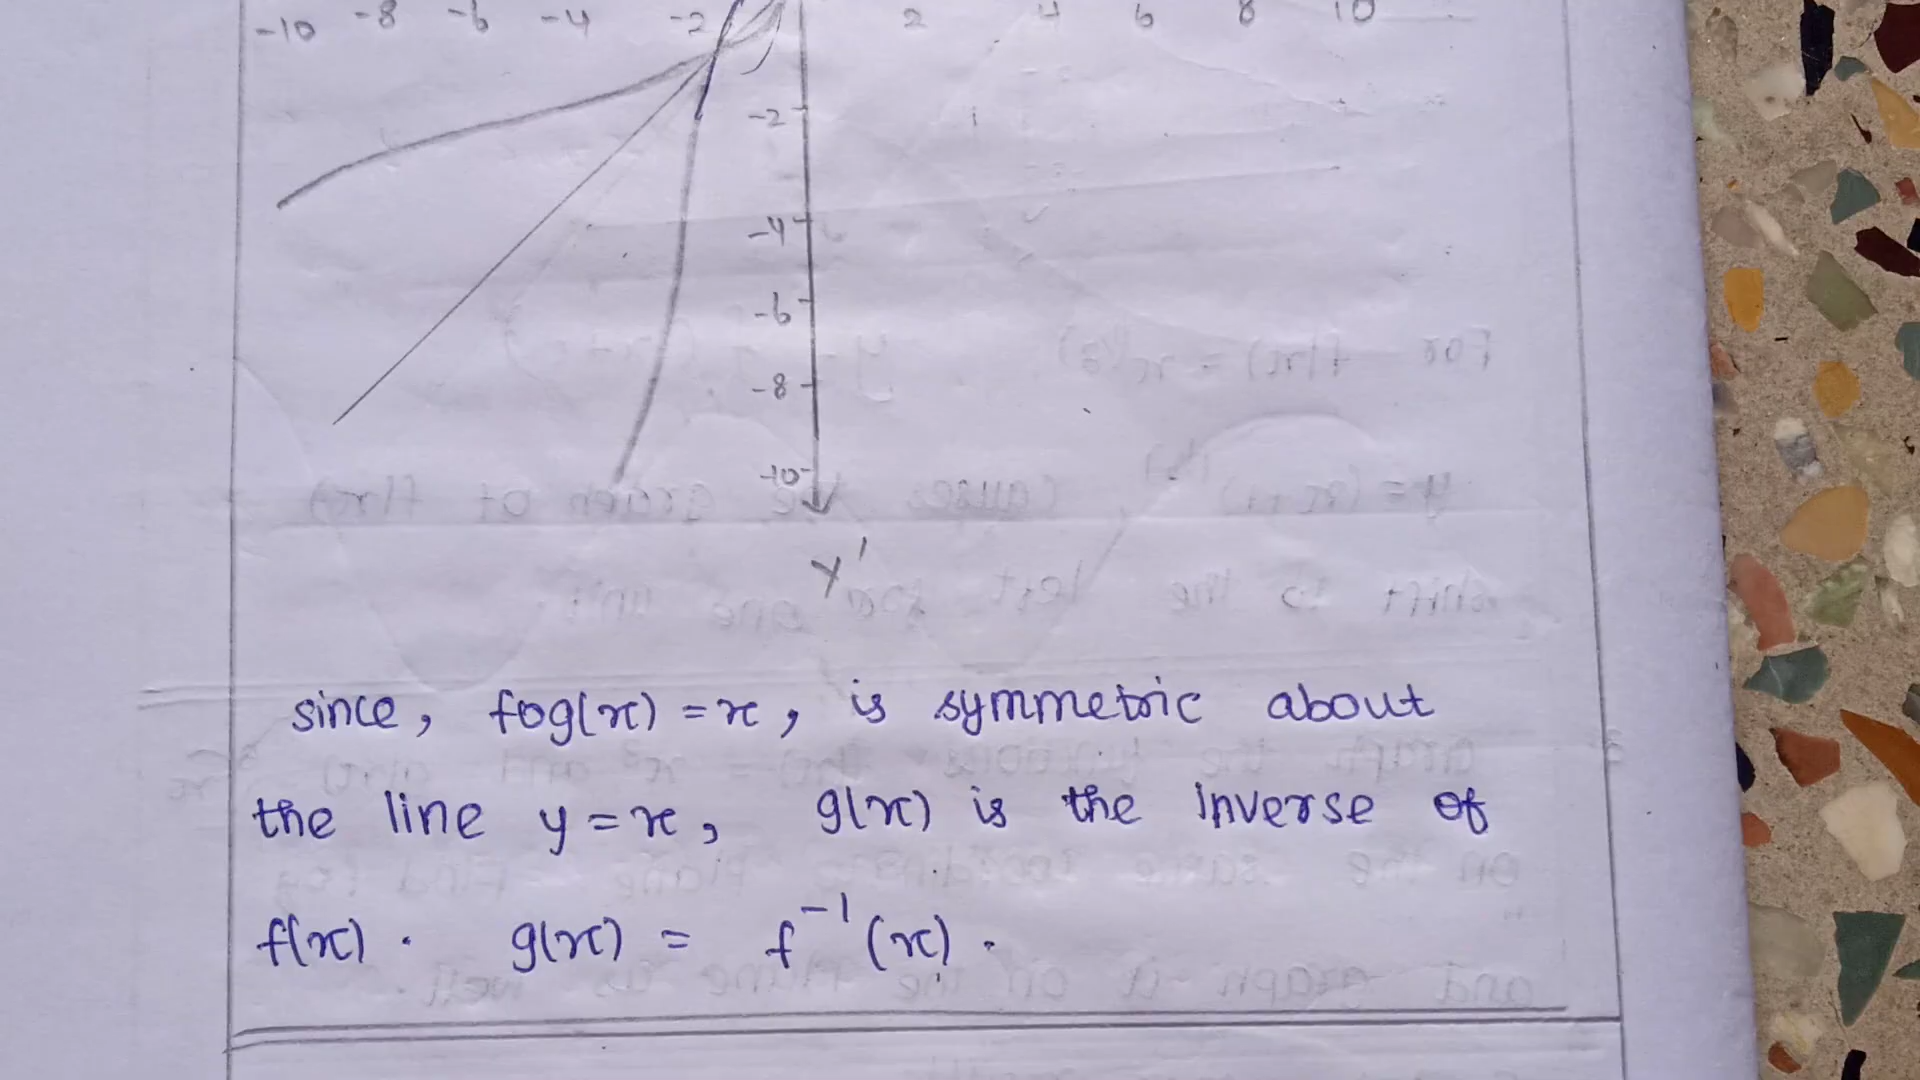 -10 -8 -6 -4 -2 2 4 6 8 10
-2
-4
-6
-8
-10
Y'
since, fog(x) = x, is symmetric about
the line y = x, g(x) is the inverse of
f(x). g(x) = f⁻¹(x).